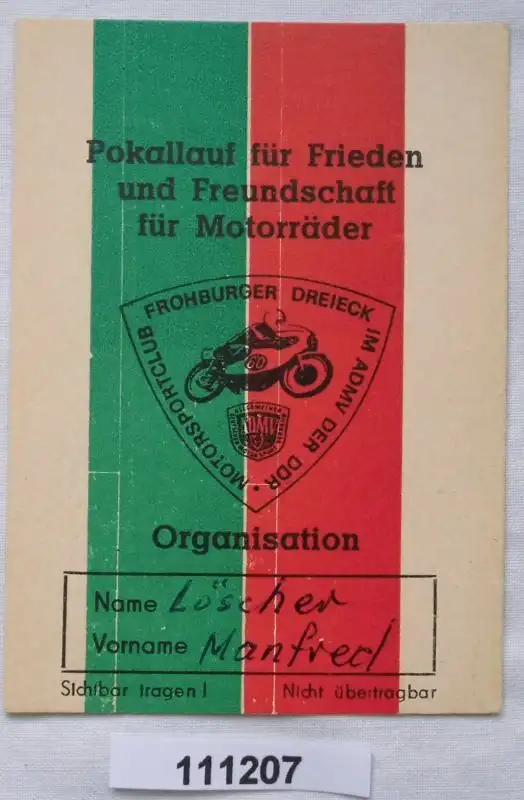 Pokallauf für Frieden
und Freundschaft
für Motorräder
MOTORSPORTCLUB FROHBURGER DREIECK IM ADMV DER DDR ·
60
ADMV
Organisation
Name Löscher
Vorname Manfred
Sichtbar tragen! Nicht übertragbar
111207